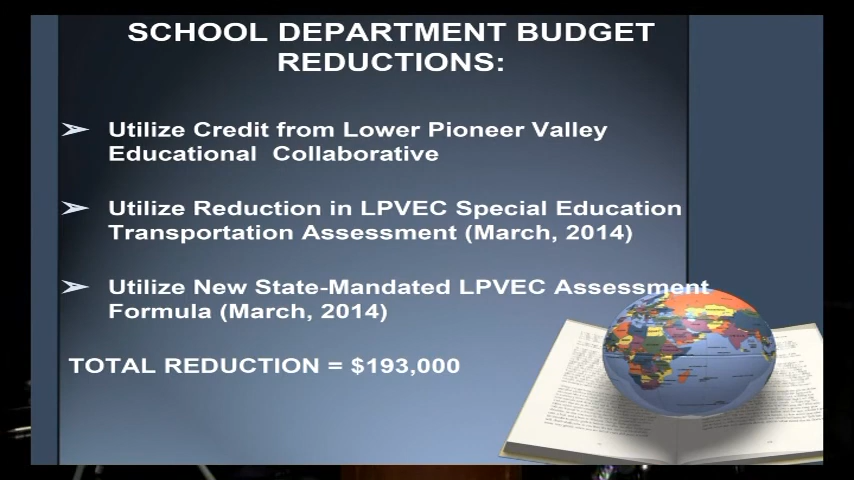 SCHOOL DEPARTMENT BUDGET
REDUCTIONS:
➢ Utilize Credit from Lower Pioneer Valley
Educational Collaborative
➢ Utilize Reduction in LPVEC Special Education
Transportation Assessment (March, 2014)
➢ Utilize New State-Mandated LPVEC Assessment
Formula (March, 2014)
TOTAL REDUCTION = $193,000